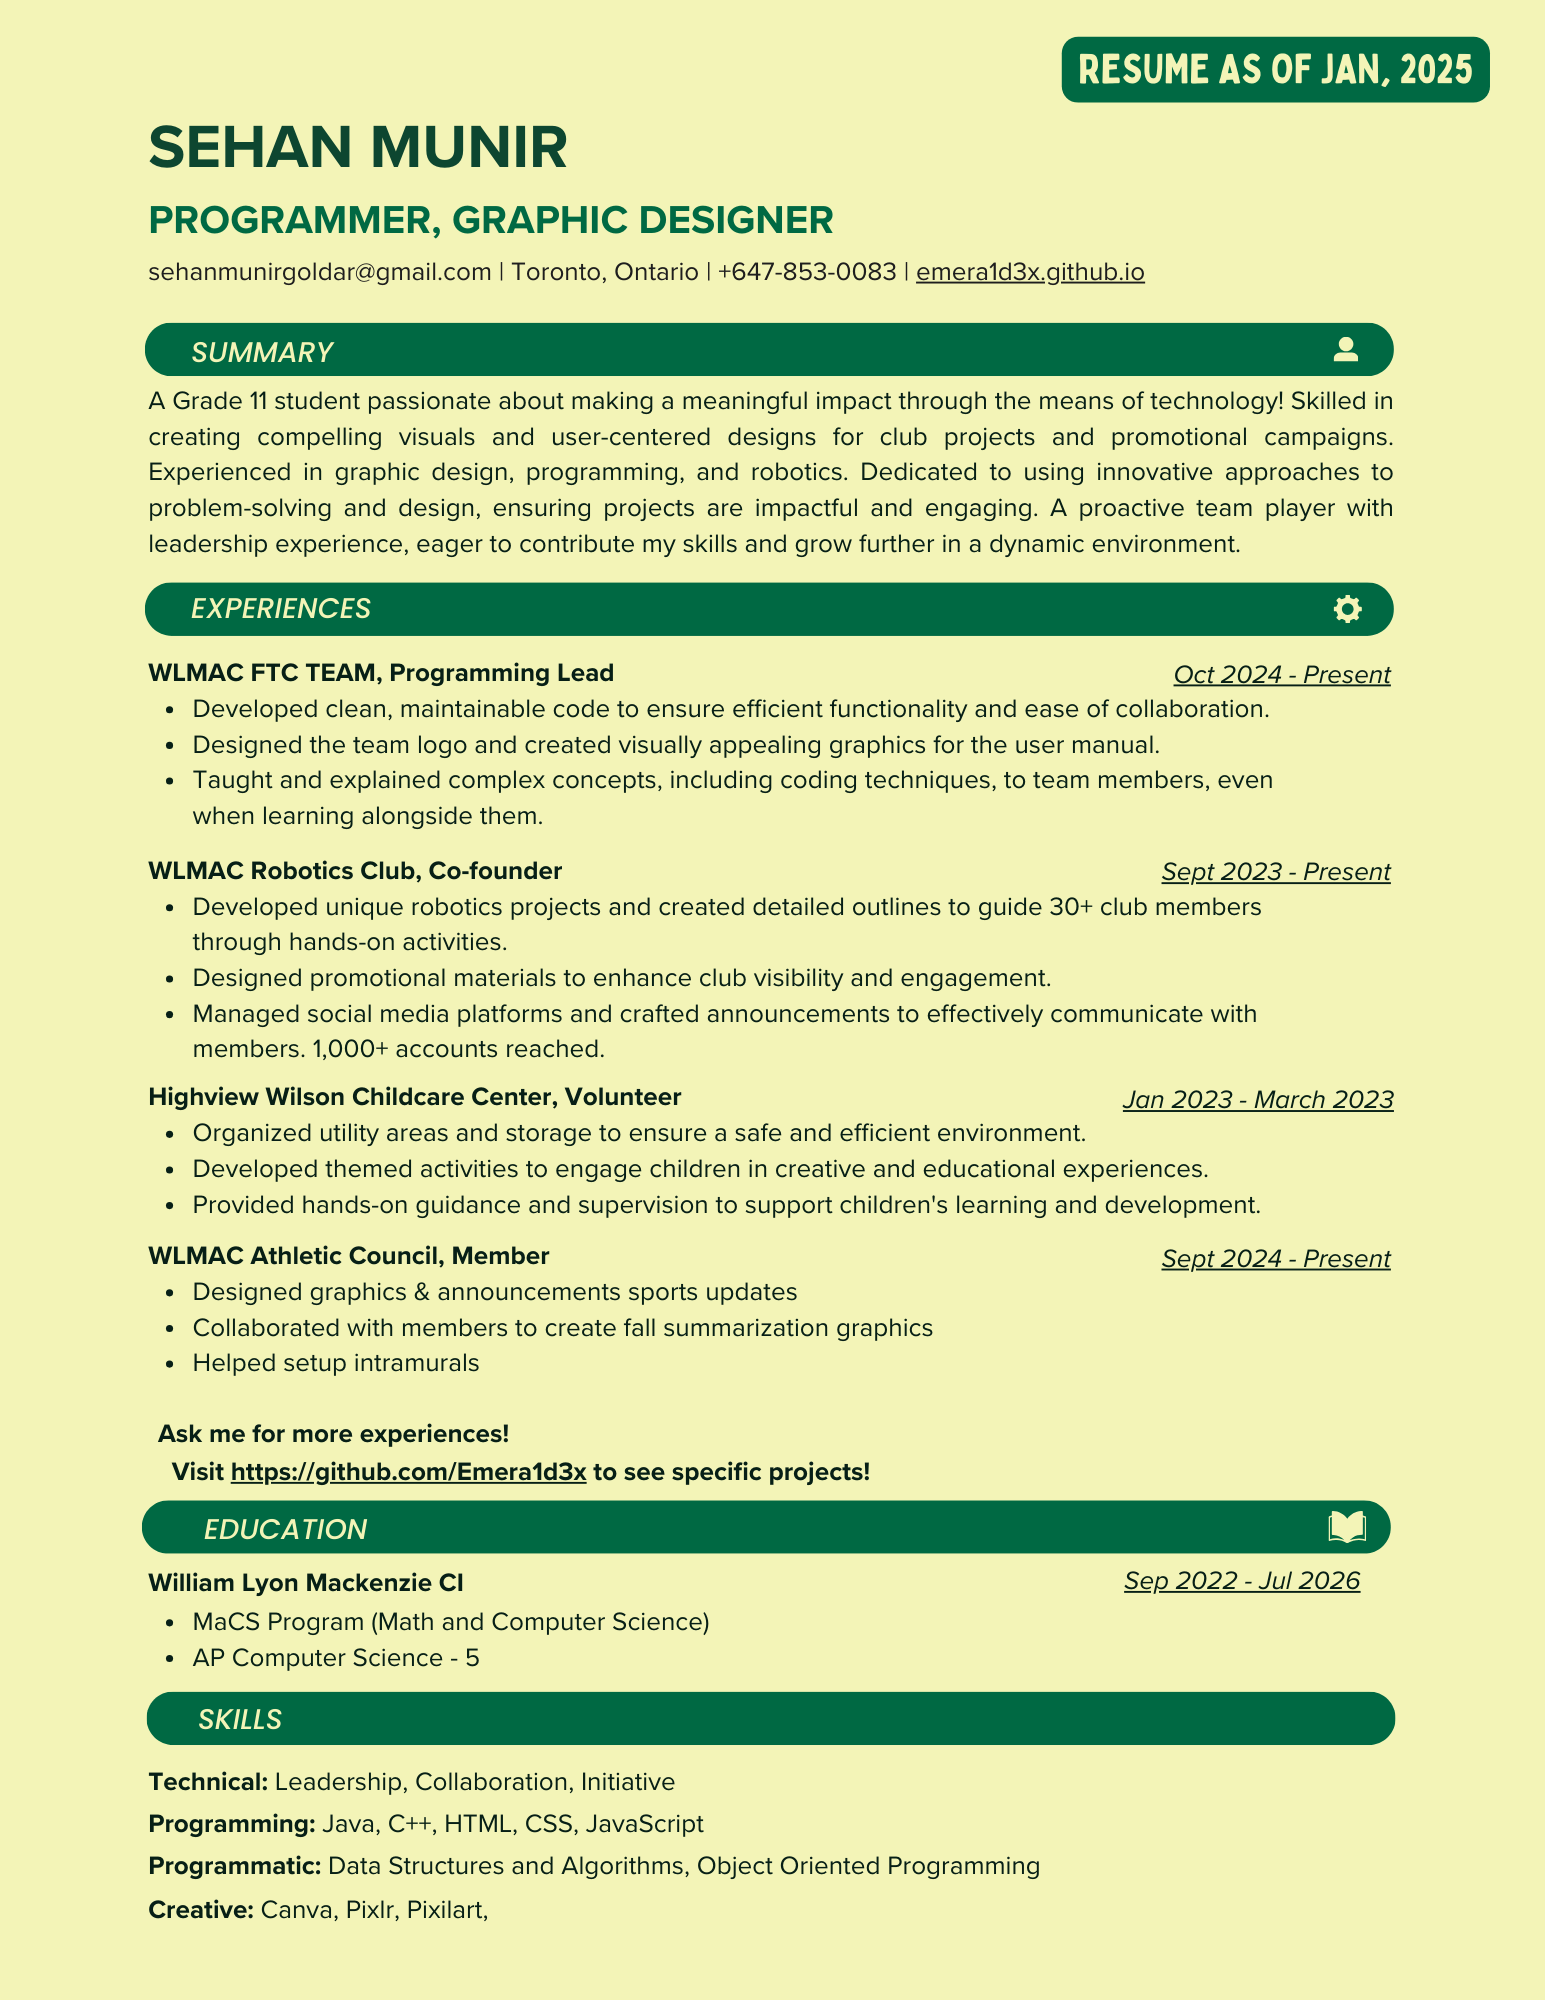 RESUME AS OF JAN, 2025
SEHAN MUNIR
PROGRAMMER, GRAPHIC DESIGNER
sehanmunirgoldar@gmail.com | Toronto, Ontario | +647-853-0083 | emera1d3x.github.io
SUMMARY
A Grade 11 student passionate about making a meaningful impact through the means of technology! Skilled in
creating compelling visuals and user-centered designs for club projects and promotional campaigns.
Experienced in graphic design, programming, and robotics. Dedicated to using innovative approaches to
problem-solving and design, ensuring projects are impactful and engaging. A proactive team player with
leadership experience, eager to contribute my skills and grow further in a dynamic environment.
EXPERIENCES
WLMAC FTC TEAM, Programming Lead Oct 2024 - Present
• Developed clean, maintainable code to ensure efficient functionality and ease of collaboration.
• Designed the team logo and created visually appealing graphics for the user manual.
• Taught and explained complex concepts, including coding techniques, to team members, even
when learning alongside them.
WLMAC Robotics Club, Co-founder Sept 2023 - Present
• Developed unique robotics projects and created detailed outlines to guide 30+ club members
through hands-on activities.
• Designed promotional materials to enhance club visibility and engagement.
• Managed social media platforms and crafted announcements to effectively communicate with
members. 1,000+ accounts reached.
Highview Wilson Childcare Center, Volunteer Jan 2023 - March 2023
• Organized utility areas and storage to ensure a safe and efficient environment.
• Developed themed activities to engage children in creative and educational experiences.
• Provided hands-on guidance and supervision to support children's learning and development.
WLMAC Athletic Council, Member Sept 2024 - Present
• Designed graphics & announcements sports updates
• Collaborated with members to create fall summarization graphics
• Helped setup intramurals
Ask me for more experiences!
Visit https://github.com/Emera1d3x to see specific projects!
EDUCATION
William Lyon Mackenzie CI Sep 2022 - Jul 2026
• MaCS Program (Math and Computer Science)
• AP Computer Science - 5
SKILLS
Technical: Leadership, Collaboration, Initiative
Programming: Java, C++, HTML, CSS, JavaScript
Programmatic: Data Structures and Algorithms, Object Oriented Programming
Creative: Canva, Pixlr, Pixilart,